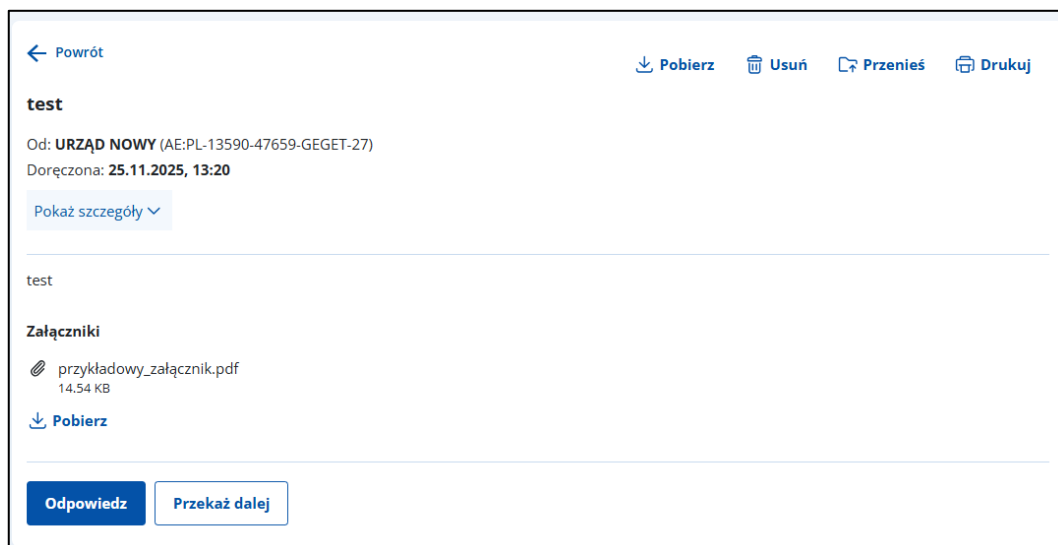 Powrót
Pobierz Usuń Przenieś Drukuj
test
Od: URZĄD NOWY (AE:PL-13590-47659-GEGET-27)
Doręczona: 25.11.2025, 13:20
Pokaż szczegóły
test
Załączniki
przykładowy_załącznik.pdf
14.54 KB
Pobierz
Odpowiedz Przekaż dalej